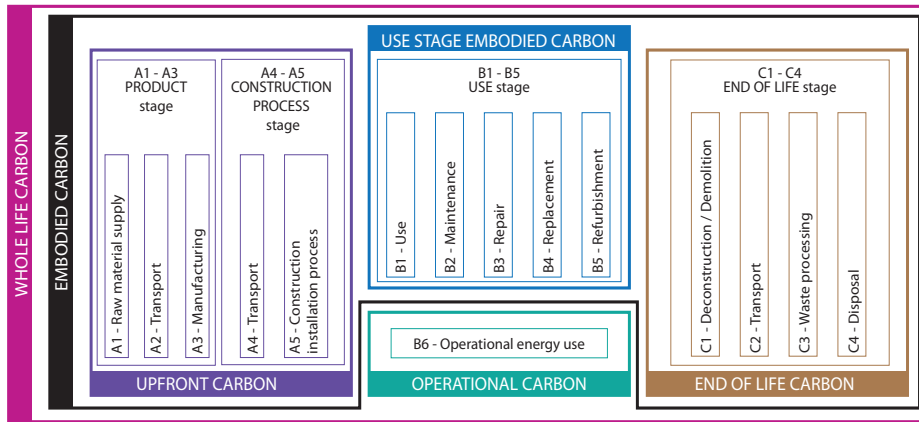 WHOLE LIFE CARBON
EMBODIED CARBON
A1 - A3
PRODUCT
stage
A4 - A5
CONSTRUCTION
PROCESS
stage
A1 - Raw material supply
A2 - Transport
A3 - Manufacturing
A4 - Transport
A5 - Construction
installation process
UPFRONT CARBON
USE STAGE EMBODIED CARBON
B1 - B5
USE stage
B1 - Use
B2 - Maintenance
B3 - Repair
B4 - Replacement
B5 - Refurbishment
B6 - Operational energy use
OPERATIONAL CARBON
C1 - C4
END OF LIFE stage
C1 - Deconstruction / Demolition
C2 - Transport
C3 - Waste processing
C4 - Disposal
END OF LIFE CARBON